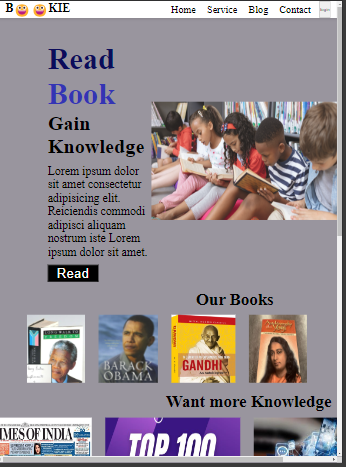 B😀😀KIE Home Service Blog Contact
Read
Book
Gain
Knowledge
Lorem ipsum dolor
sit amet consectetur
adipisicing elit.
Reiciendis commodi
adipisci aliquam
nostrum iste Lorem
ipsum dolor sit amet.
Read
Our Books
BARACK
OBAMA
GANDHI
Want more Knowledge
TIMES OF INDIA
TOP 100